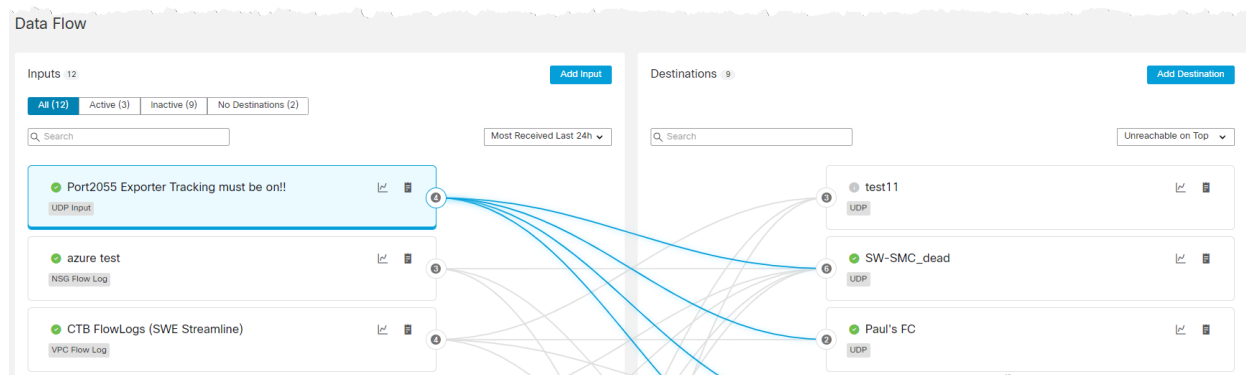 Data Flow
Inputs 12
Add Input
All (12) Active (3) Inactive (9) No Destinations (2)
Search
Most Received Last 24h
Port2055 Exporter Tracking must be on!!
UDP Input
4
azure test
NSG Flow Log
3
CTB FlowLogs (SWE Streamline)
VPC Flow Log
4
Destinations 9
Add Destination
Search
Unreachable on Top
3
test11
UDP
6
SW-SMC_dead
UDP
2
Paul's FC
UDP